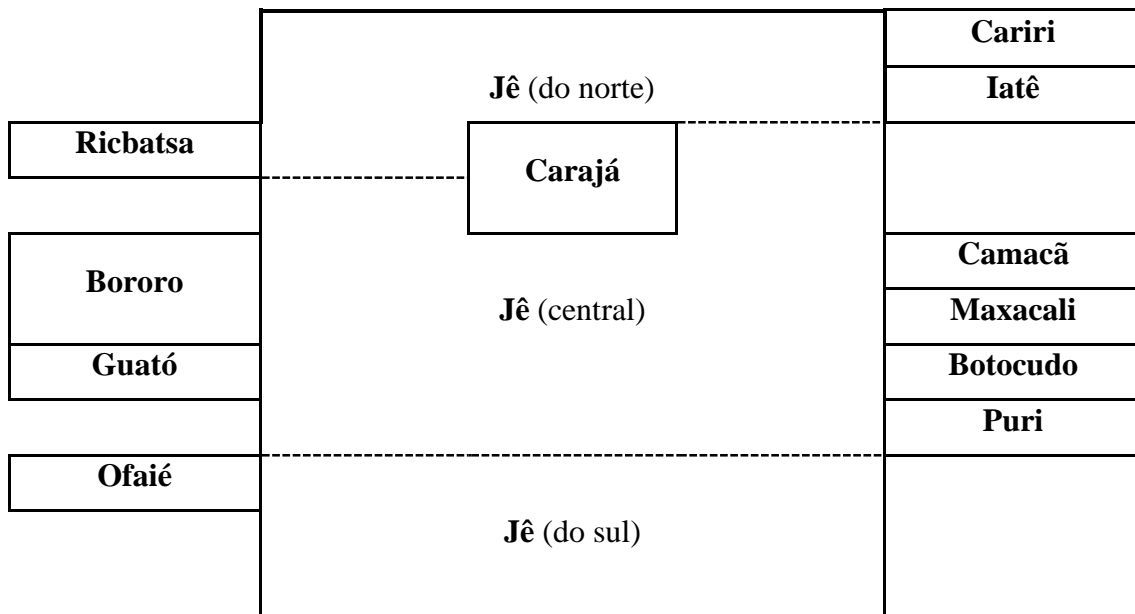 Cariri
Jê (do norte)
Iatê
Ricbatsa
Carajá
Camacã
Bororo
Jê (central)
Maxacali
Guató
Botocudo
Puri
Ofaié
Jê (do sul)